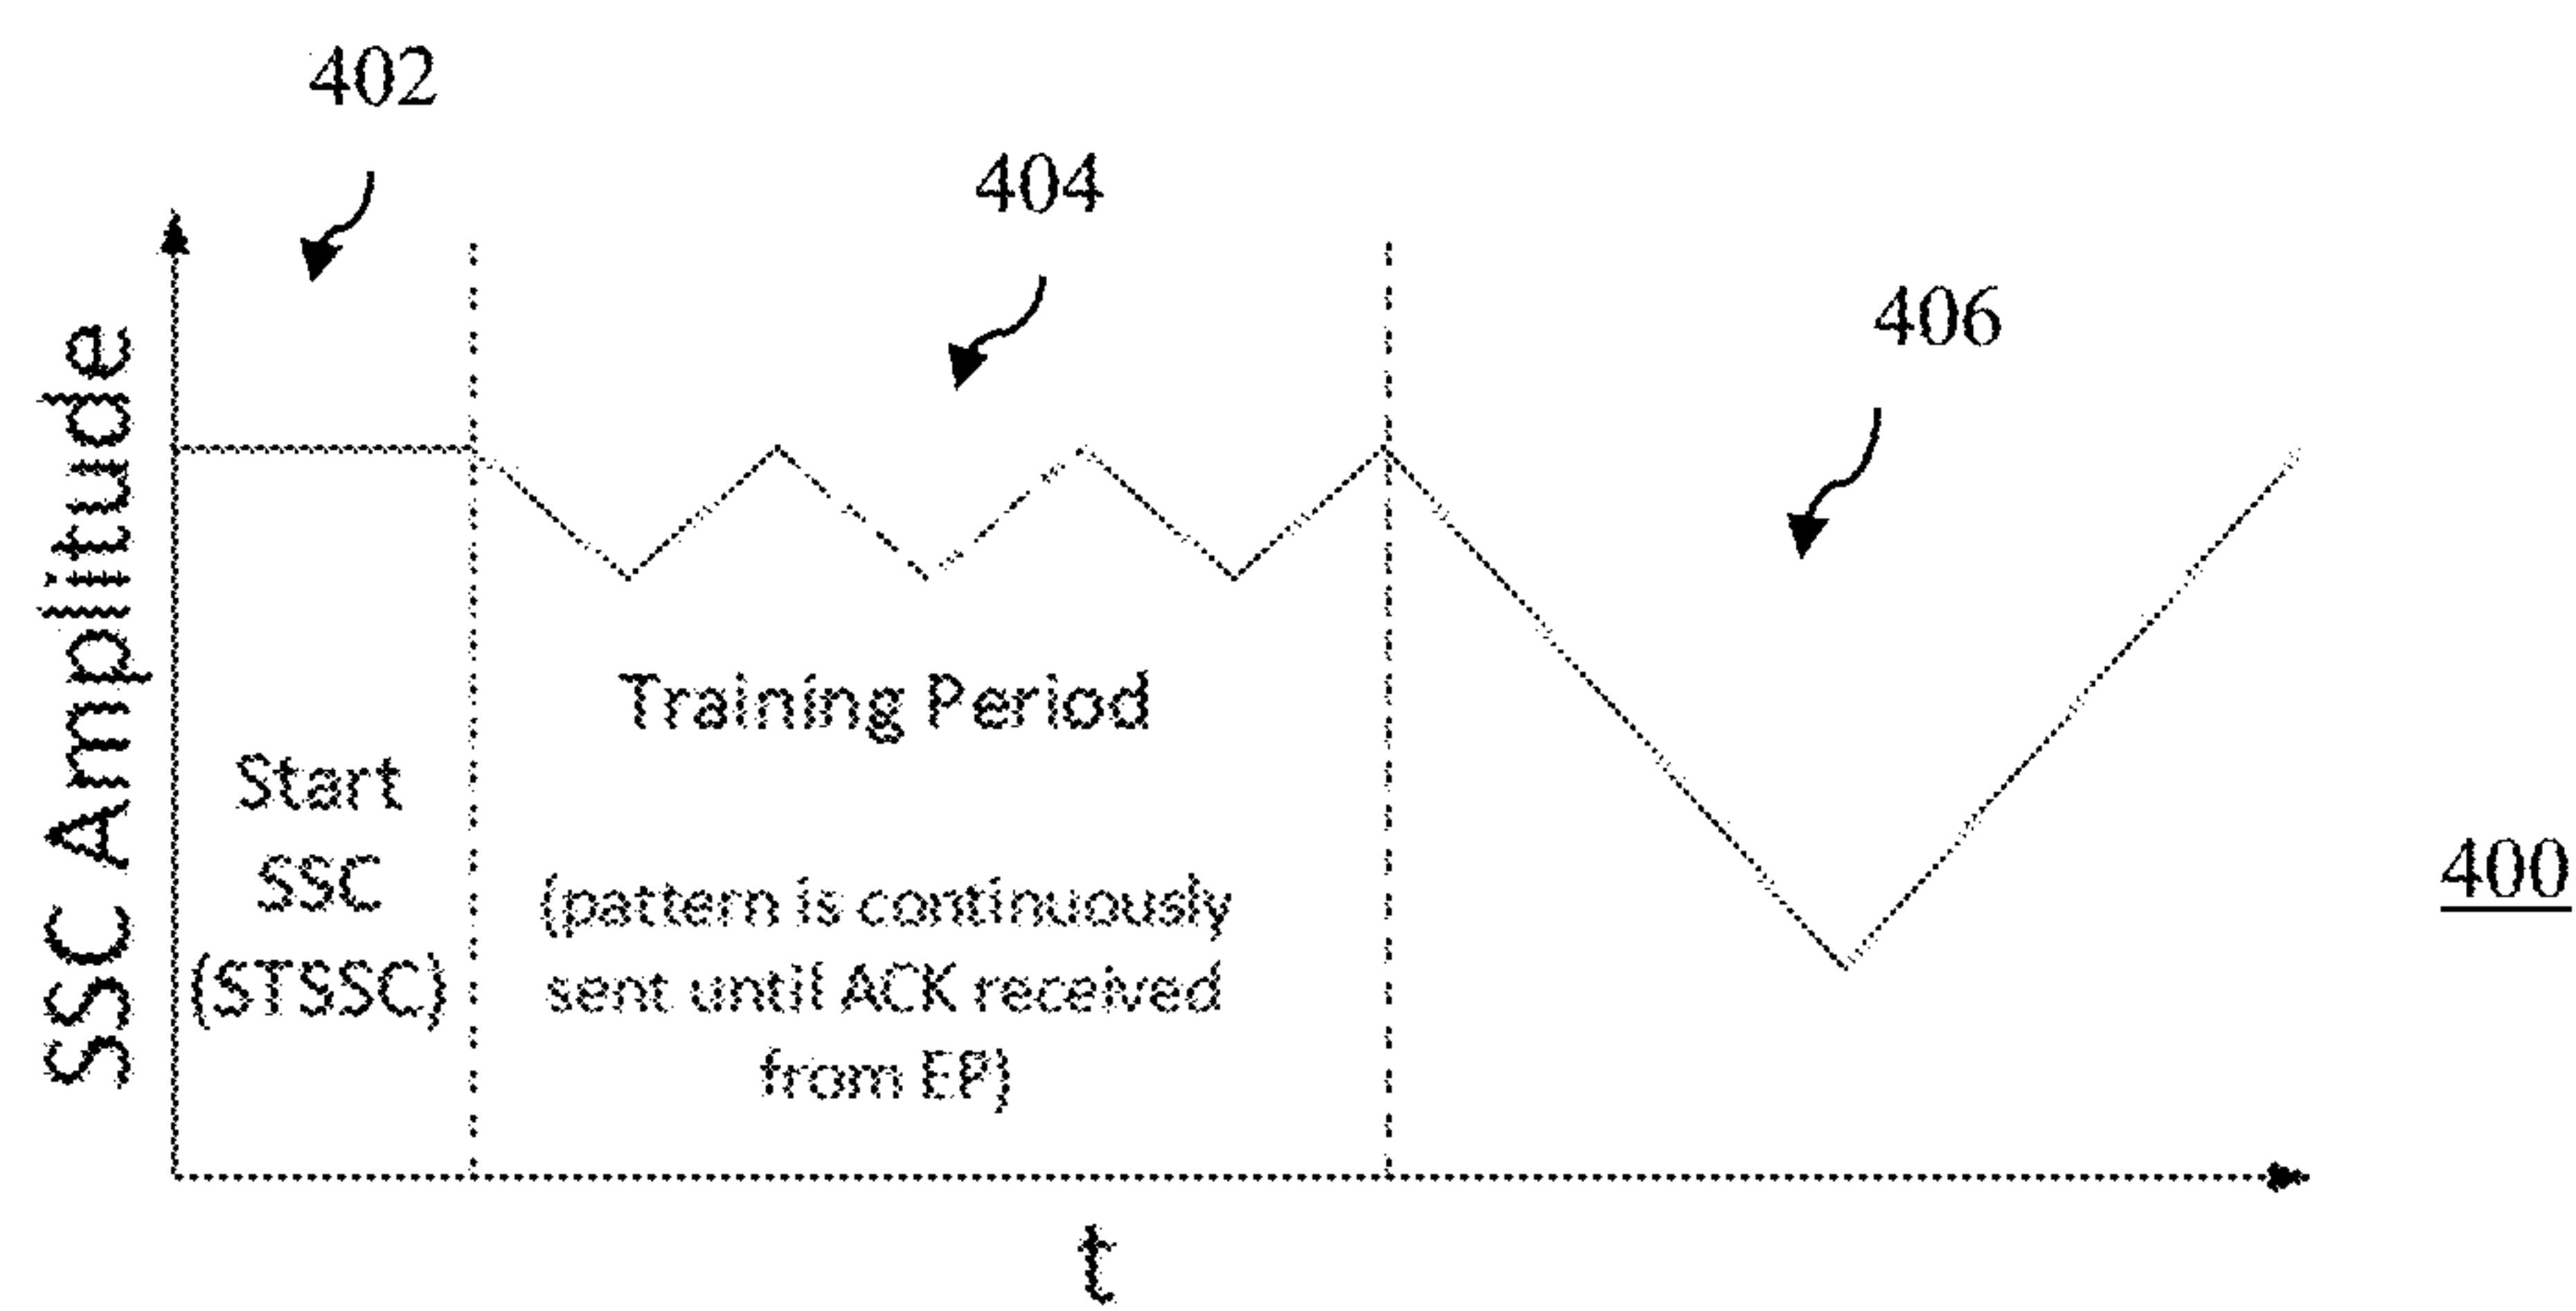 402
404
406
SSC Amplitude
Training Period
Start
SSC
(STSSC)
(pattern is continuously
sent until ACK received
from EP)
400
t